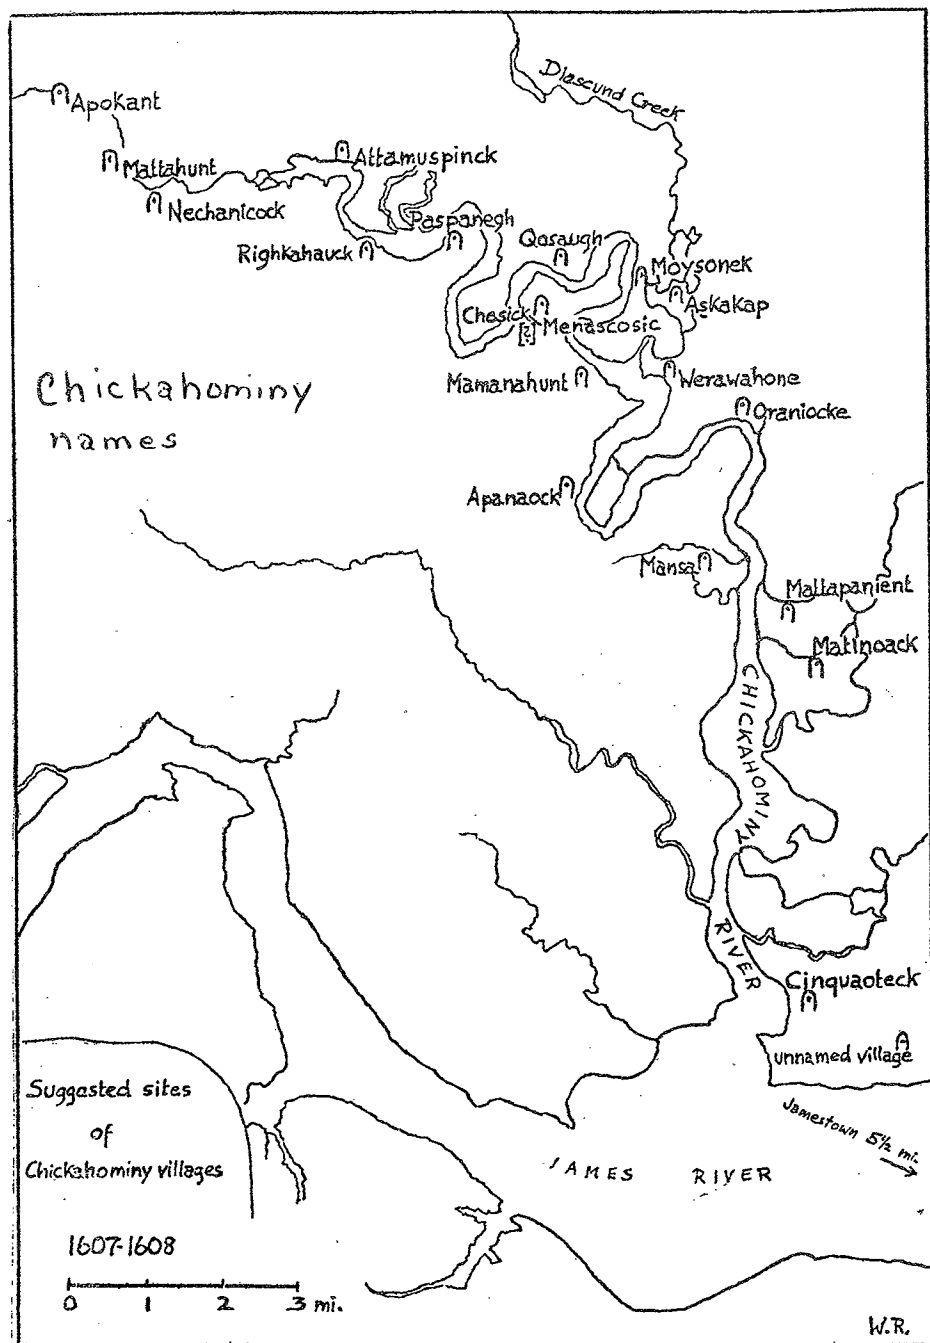 Diascund Creek
Apokant
Mattahunt
Attamuspinck
Nechanicock
Paspanegh
Righkahauck
Qosaugh
Moysonek
Askakap
Chesick
[?] Menascosic
Mamanahunt
Werawahone
Chickahominy
names
Oraniocke
Apanaock
Mansa
Mattapanient
Matinoack
CHICKAHOMINY
RIVER
Cinquaoteck
unnamed village
Suggested sites
of
Chickahominy villages
Jamestown 5½ mi.
JAMES RIVER
1607-1608
0 1 2 3 mi.
W.R.